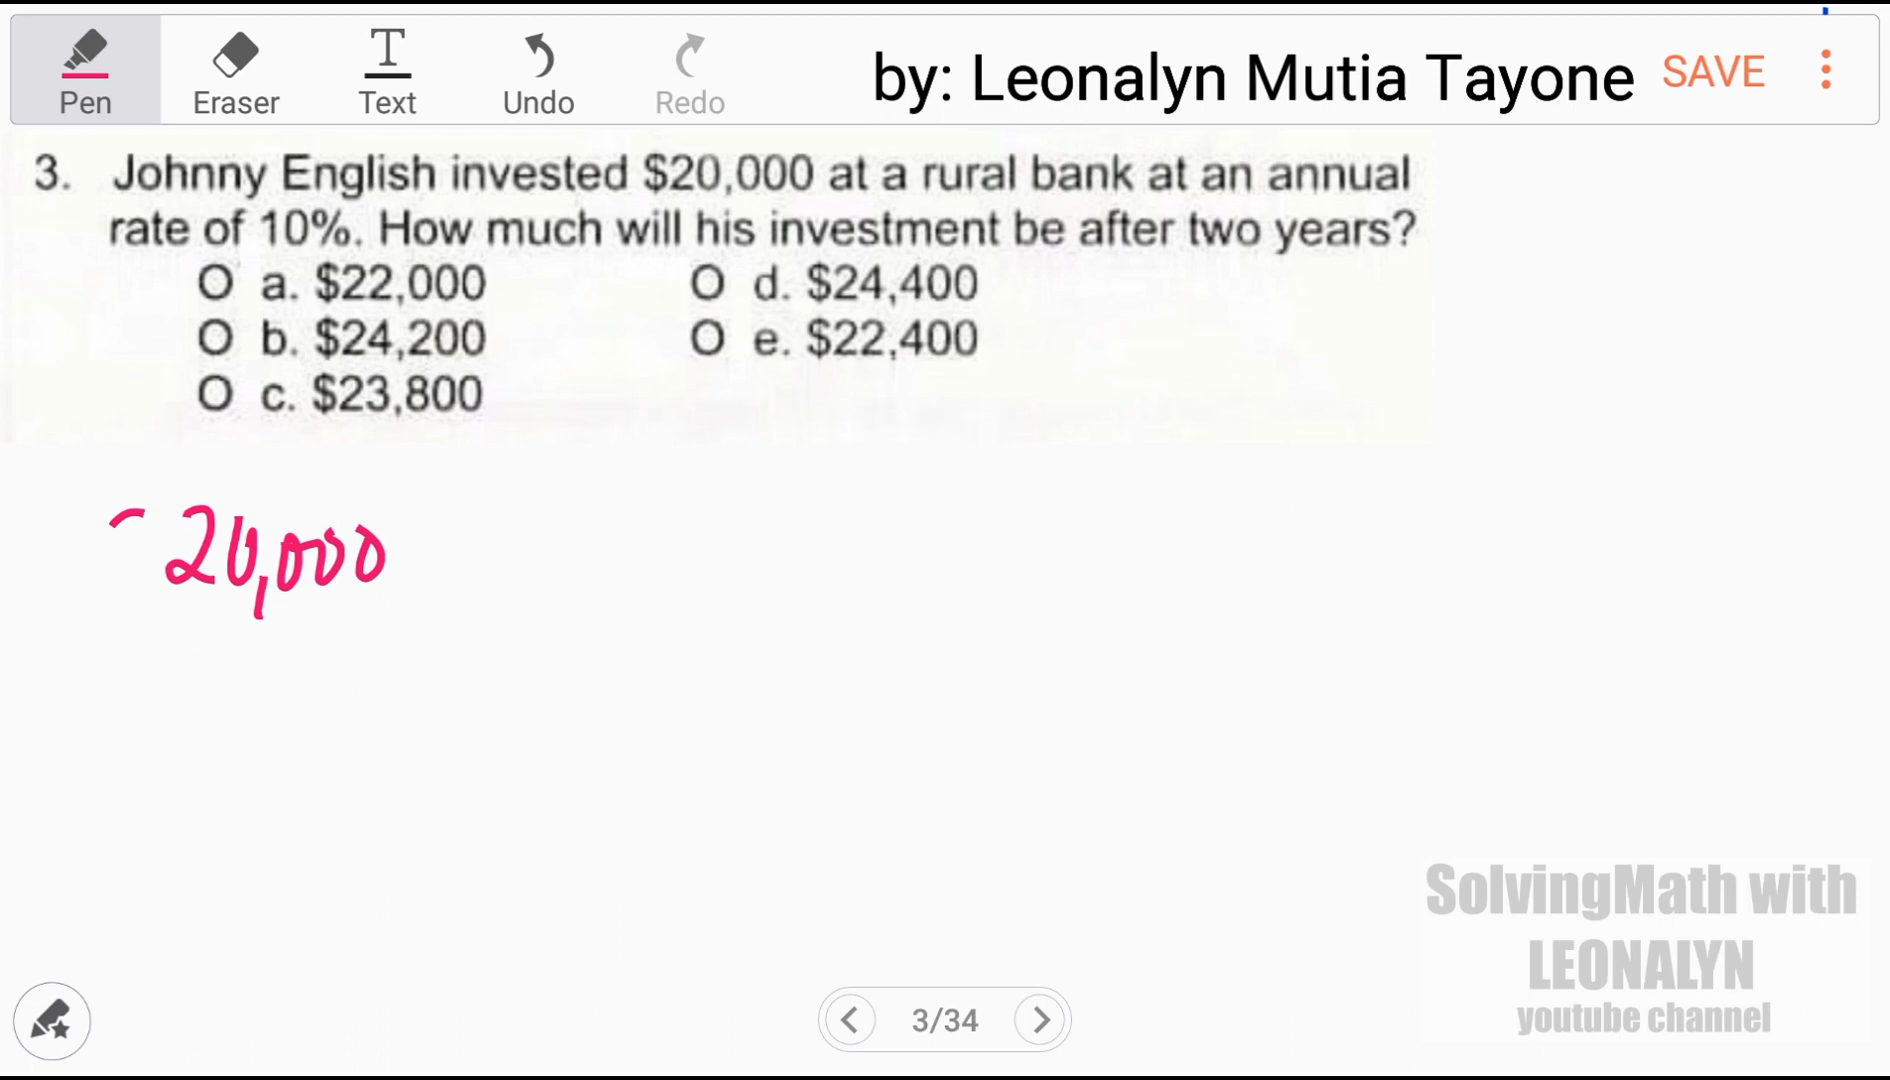 Pen Eraser Text Undo Redo by: Leonalyn Mutia Tayone SAVE
3. Johnny English invested $20,000 at a rural bank at an annual
rate of 10%. How much will his investment be after two years?
O a. $22,000 O d. $24,400
O b. $24,200 O e. $22,400
O c. $23,800
20,000
SolvingMath with
LEONALYN
youtube channel
3/34